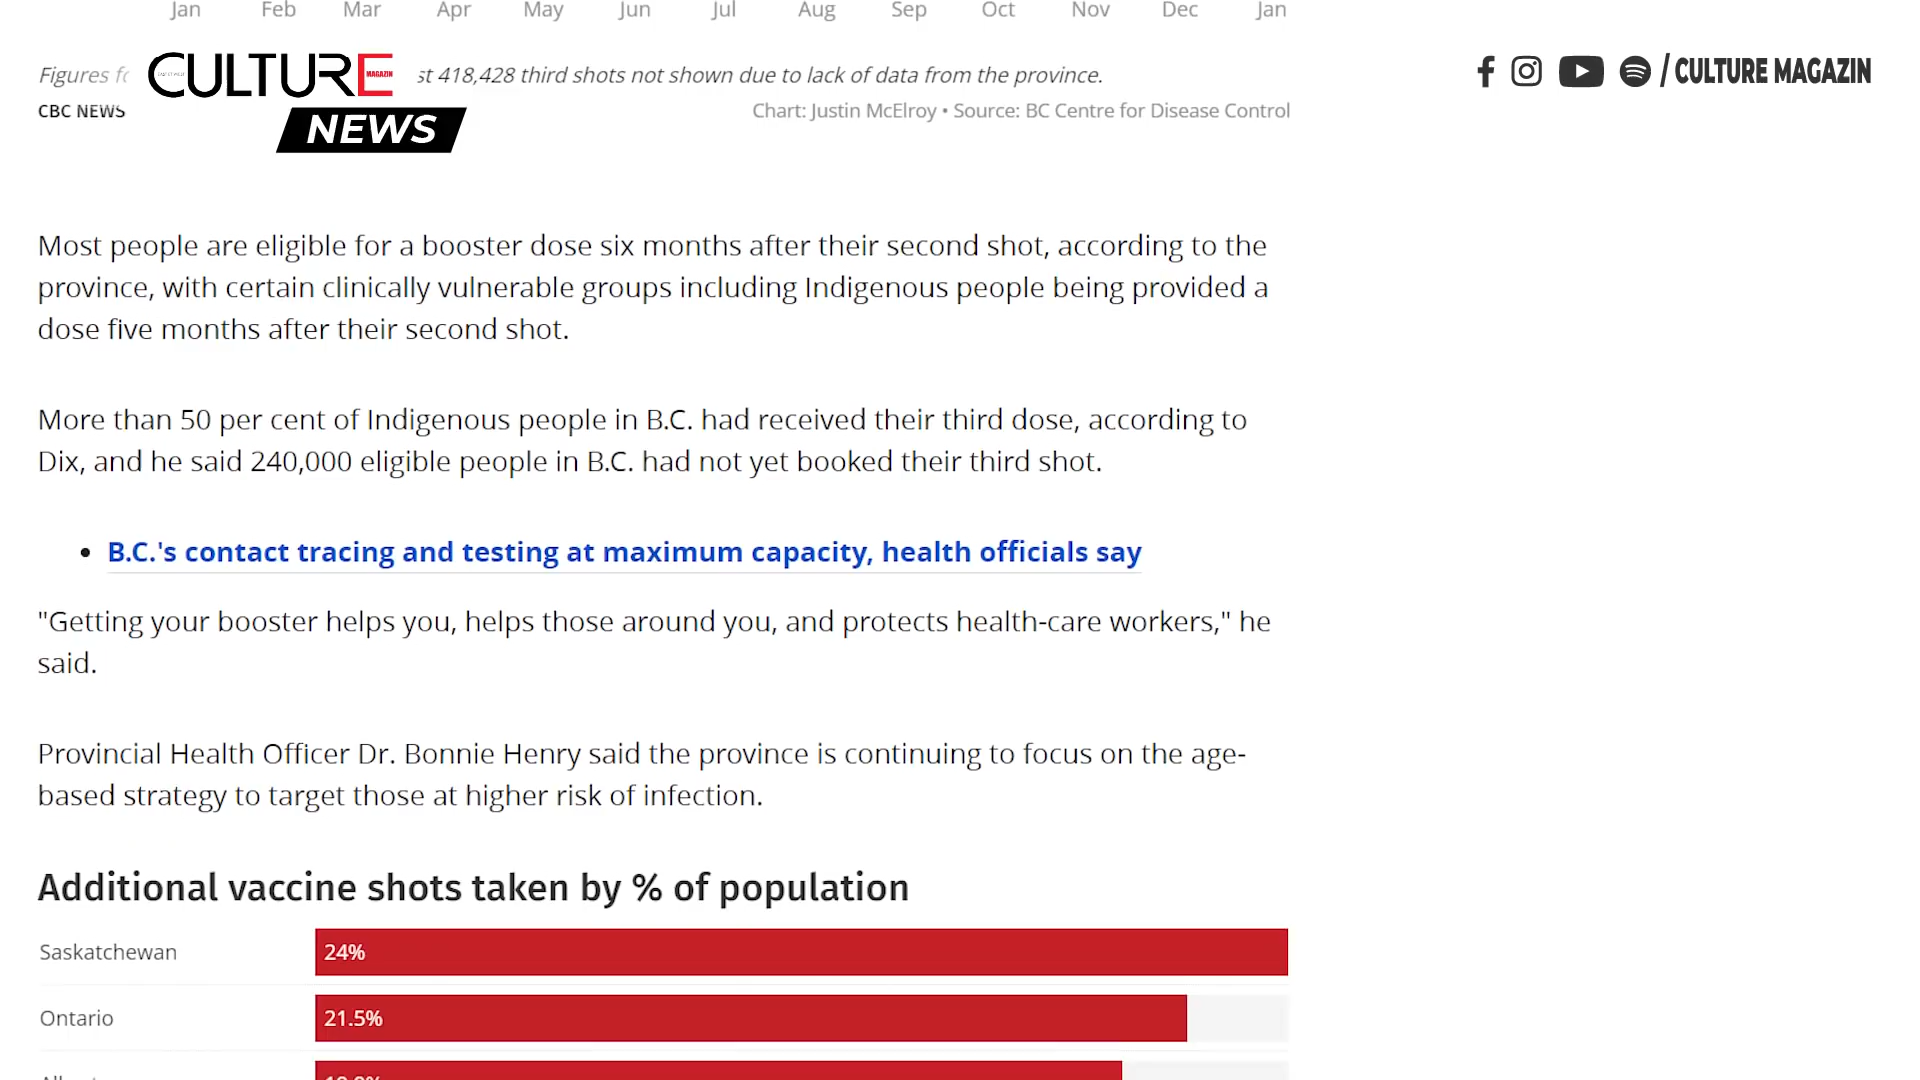 Jan Feb Mar Apr May Jun Jul Aug Sep Oct Nov Dec Jan
Figures st 418,428 third shots not shown due to lack of data from the province.
CULTURE
MAGAZIN
NEWS
/ CULTURE MAGAZIN
CBC NEWS
Chart: Justin McElroy • Source: BC Centre for Disease Control
Most people are eligible for a booster dose six months after their second shot, according to the
province, with certain clinically vulnerable groups including Indigenous people being provided a
dose five months after their second shot.
More than 50 per cent of Indigenous people in B.C. had received their third dose, according to
Dix, and he said 240,000 eligible people in B.C. had not yet booked their third shot.
• B.C.'s contact tracing and testing at maximum capacity, health officials say
"Getting your booster helps you, helps those around you, and protects health-care workers," he
said.
Provincial Health Officer Dr. Bonnie Henry said the province is continuing to focus on the age-
based strategy to target those at higher risk of infection.
Additional vaccine shots taken by % of population
Saskatchewan 24%
Ontario 21.5%